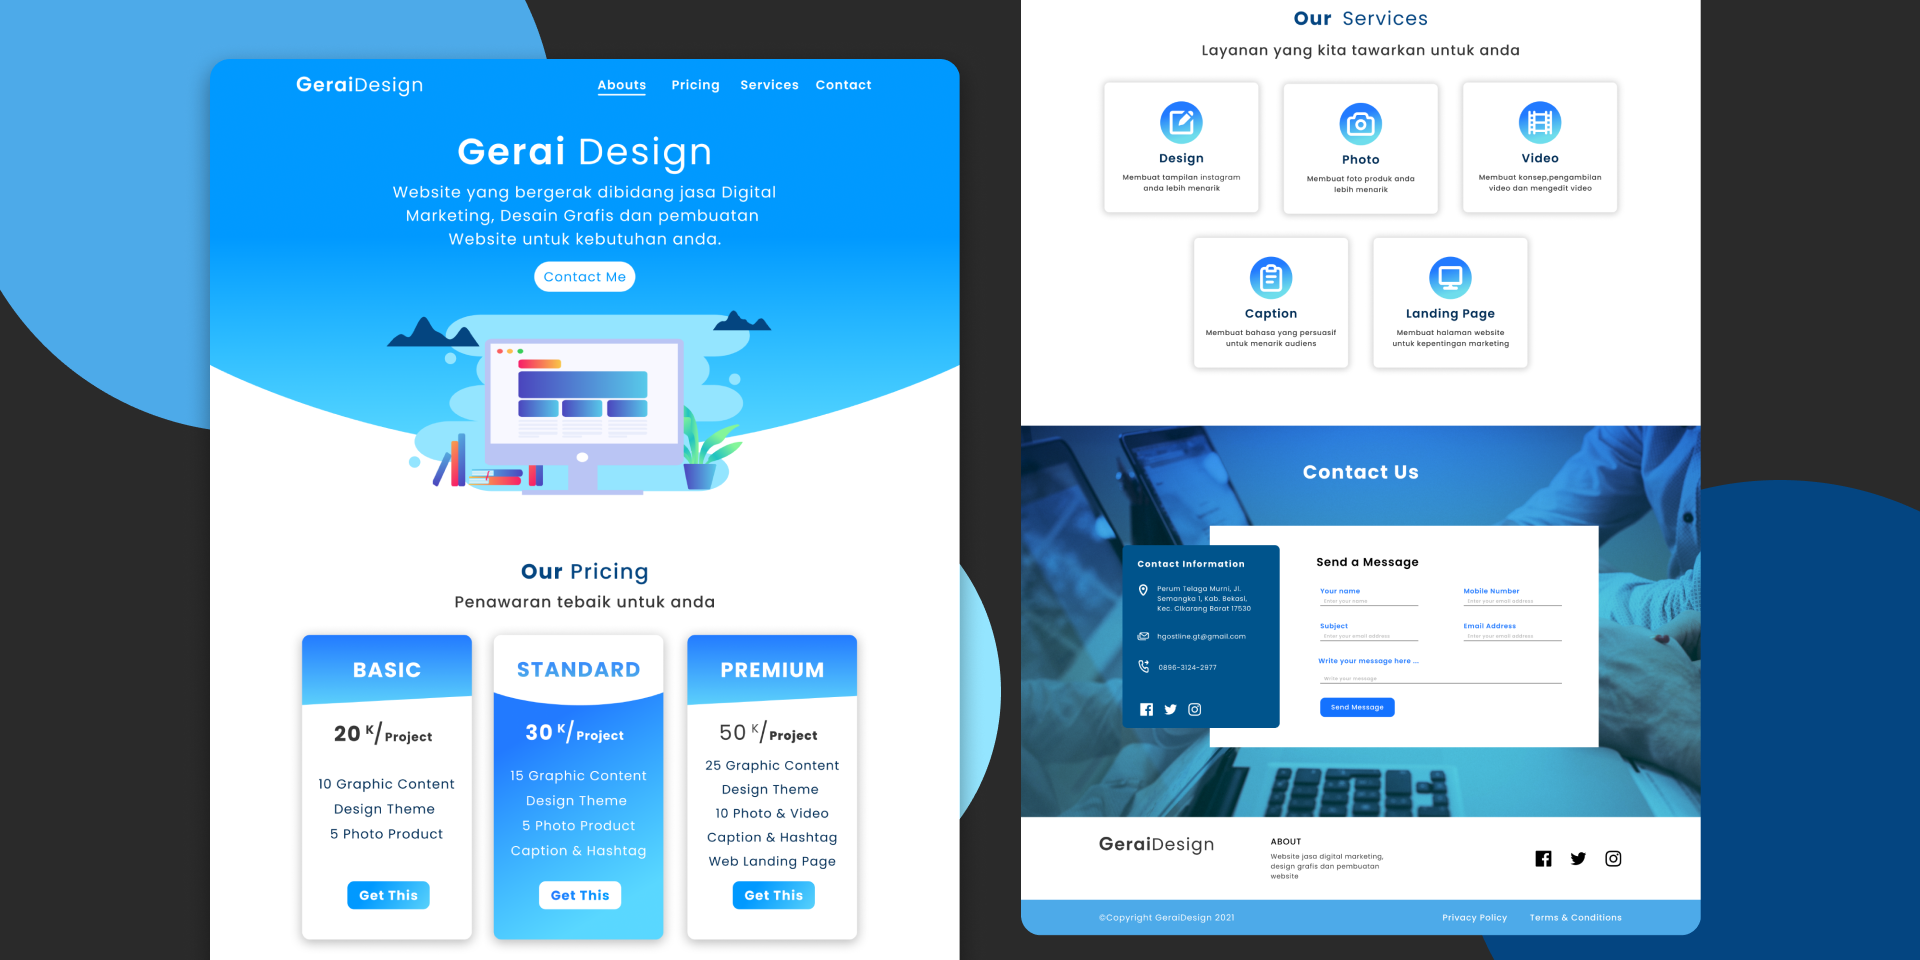 GeraiDesign
Abouts Pricing Services Contact
Gerai Design
Website yang bergerak dibidang jasa Digital
Marketing, Desain Grafis dan pembuatan
Website untuk kebutuhan anda.
Contact Me
Our Pricing
Penawaran tebaik untuk anda
BASIC
20 K/Project
10 Graphic Content
Design Theme
5 Photo Product
Get This
STANDARD
30 K/Project
15 Graphic Content
Design Theme
5 Photo Product
Caption & Hashtag
Get This
PREMIUM
50 K/Project
25 Graphic Content
Design Theme
10 Photo & Video
Caption & Hashtag
Web Landing Page
Get This
Our Services
Layanan yang kita tawarkan untuk anda
Design
Membuat tampilan instagram
anda lebih menarik
Photo
Membuat foto produk anda
lebih menarik
Video
Membuat konsep,pengambilan
video dan mengedit video
Caption
Membuat bahasa yang persuasif
untuk menarik audiens
Landing Page
Membuat halaman website
untuk kepentingan marketing
Contact Us
Contact Information
Perum Telaga Murni, Jl.
Semangka 1, Kab. Bekasi,
Kec. Cikarang Barat 17530
hgostline.gt@gmail.com
0896-3124-2977
Send a Message
Your name
Enter your name
Mobile Number
Enter your email address
Subject
Enter your email address
Email Address
Enter your email address
Write your message here ...
Write your message
Send Message
GeraiDesign
ABOUT
Website jasa digital marketing,
design grafis dan pembuatan
website
©Copyright GeraiDesign 2021
Privacy Policy
Terms & Conditions